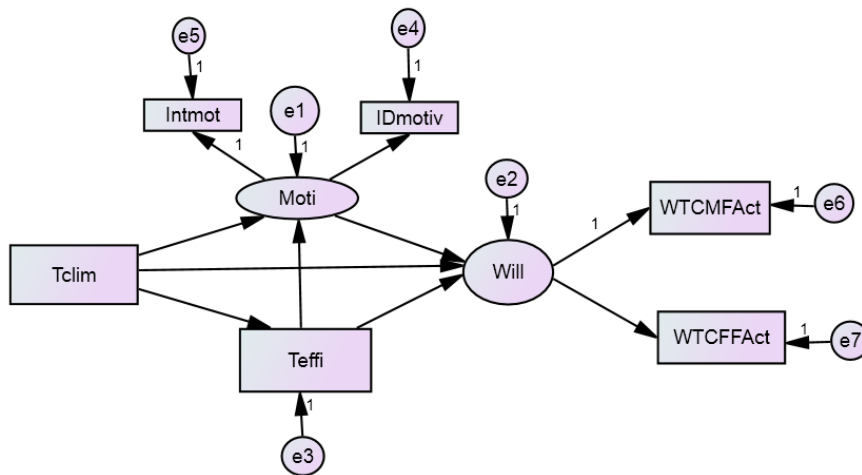 e5
e4
1
1
e1
Intmot
IDmotiv
1
1
e2
Moti
1
WTCMFAct
1
e6
1
Tclim
Will
Teffi
WTCFFAct
1
e7
1
e3